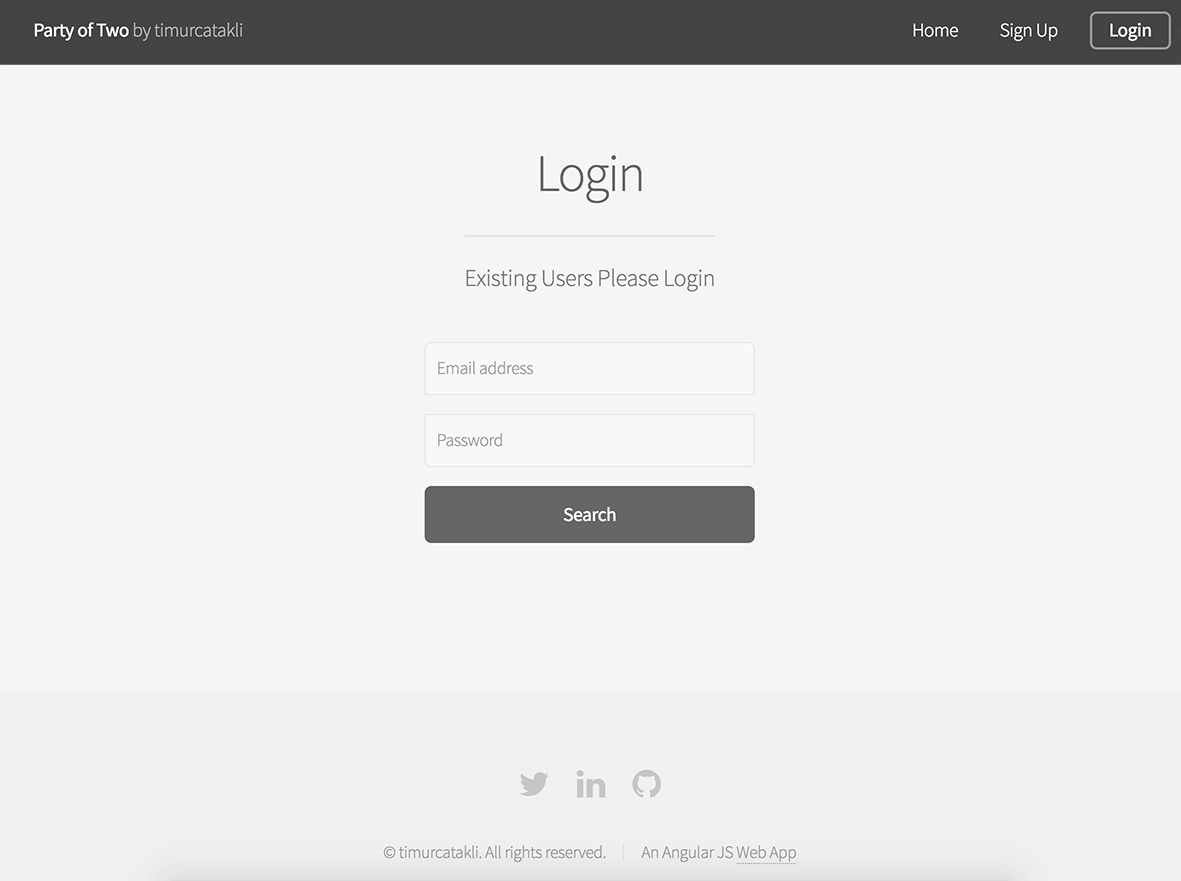 Party of Two by timurcatakli Home Sign Up Login
Login
Existing Users Please Login
Email address
Password
Search
© timurcatakli. All rights reserved. An Angular JS Web App